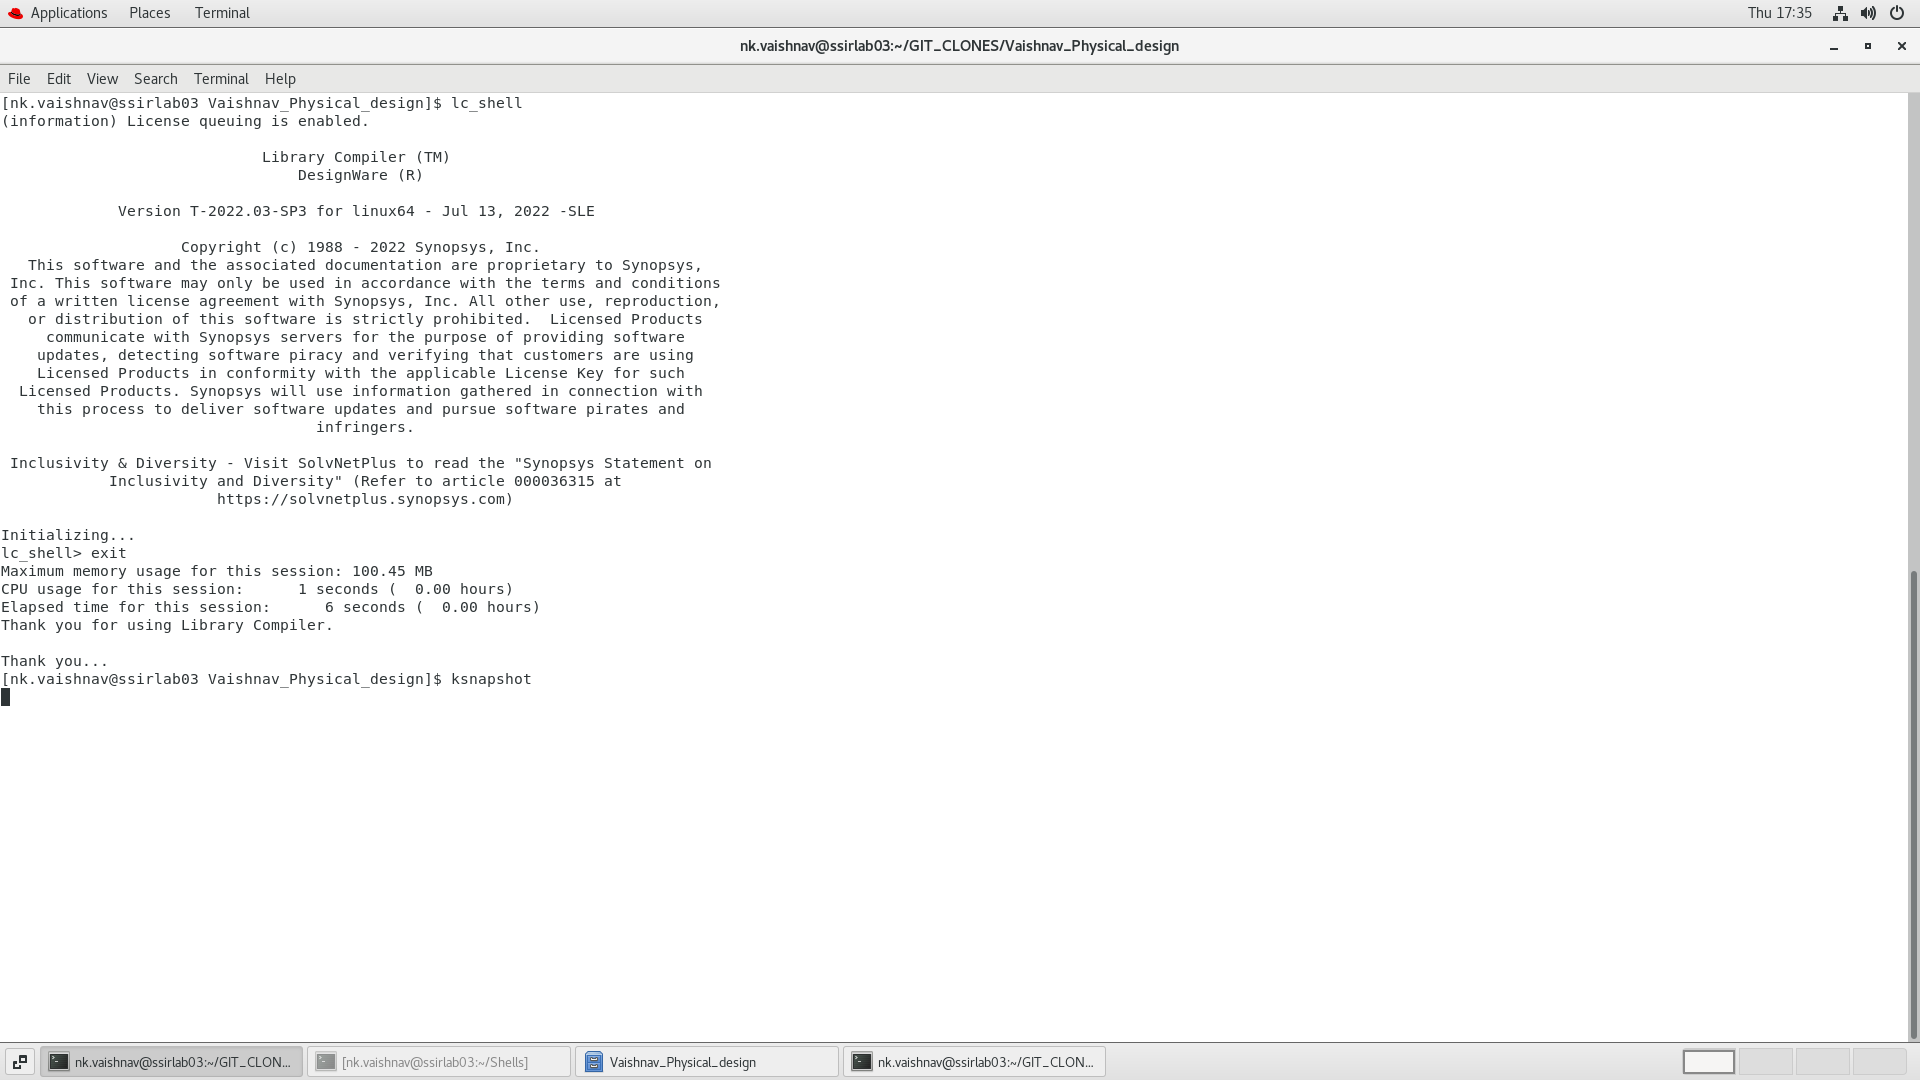 Applications Places Terminal Thu 17:35
nk.vaishnav@ssirlab03:~/GIT_CLONES/Vaishnav_Physical_design
File Edit View Search Terminal Help
[nk.vaishnav@ssirlab03 Vaishnav_Physical_design]$ lc_shell
(information) License queuing is enabled.
Library Compiler (TM)
DesignWare (R)
Version T-2022.03-SP3 for linux64 - Jul 13, 2022 -SLE
Copyright (c) 1988 - 2022 Synopsys, Inc.
This software and the associated documentation are proprietary to Synopsys,
Inc. This software may only be used in accordance with the terms and conditions
of a written license agreement with Synopsys, Inc. All other use, reproduction,
or distribution of this software is strictly prohibited.  Licensed Products
communicate with Synopsys servers for the purpose of providing software
updates, detecting software piracy and verifying that customers are using
Licensed Products in conformity with the applicable License Key for such
Licensed Products. Synopsys will use information gathered in connection with
this process to deliver software updates and pursue software pirates and
infringers.
Inclusivity & Diversity - Visit SolvNetPlus to read the "Synopsys Statement on
Inclusivity and Diversity" (Refer to article 000036315 at
https://solvnetplus.synopsys.com)
Initializing...
lc_shell> exit
Maximum memory usage for this session: 100.45 MB
CPU usage for this session:      1 seconds (  0.00 hours)
Elapsed time for this session:      6 seconds (  0.00 hours)
Thank you for using Library Compiler.
Thank you...
[nk.vaishnav@ssirlab03 Vaishnav_Physical_design]$ ksnapshot
nk.vaishnav@ssirlab03:~/GIT_CLON... [nk.vaishnav@ssirlab03:~/Shells] Vaishnav_Physical_design nk.vaishnav@ssirlab03:~/GIT_CLON...